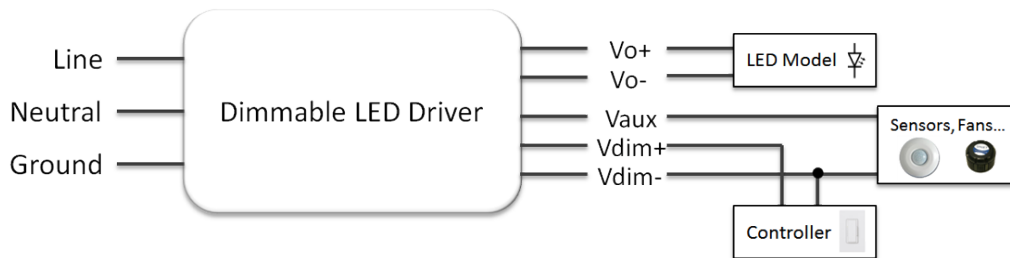 Line
Neutral
Ground
Dimmable LED Driver
Vo+
Vo-
Vaux
Vdim+
Vdim-
LED Model
Sensors, Fans...
Controller